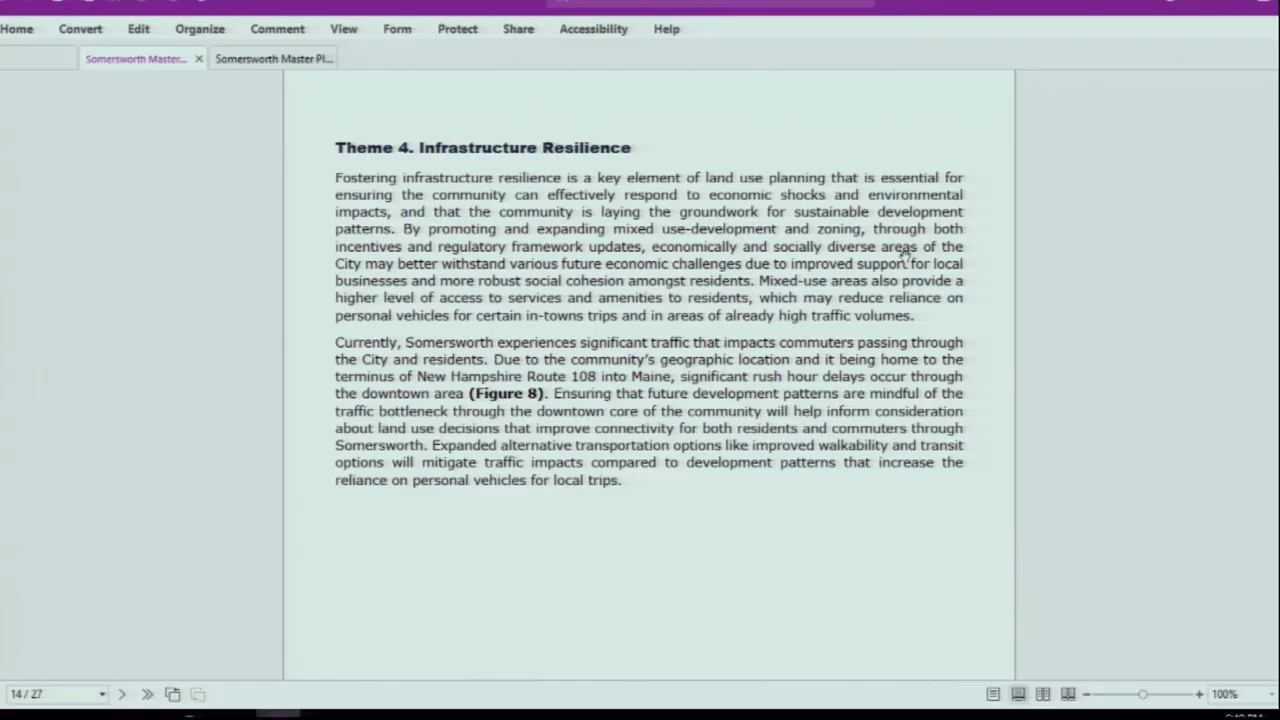 Home Convert Edit Organize Comment View Form Protect Share Accessibility Help
Somersworth Master... Somersworth Master Pl...
Theme 4. Infrastructure Resilience
Fostering infrastructure resilience is a key element of land use planning that is essential for
ensuring the community can effectively respond to economic shocks and environmental
impacts, and that the community is laying the groundwork for sustainable development
patterns. By promoting and expanding mixed use-development and zoning, through both
incentives and regulatory framework updates, economically and socially diverse areas of the
City may better withstand various future economic challenges due to improved support for local
businesses and more robust social cohesion amongst residents. Mixed-use areas also provide a
higher level of access to services and amenities to residents, which may reduce reliance on
personal vehicles for certain in-towns trips and in areas of already high traffic volumes.
Currently, Somersworth experiences significant traffic that impacts commuters passing through
the City and residents. Due to the community's geographic location and it being home to the
terminus of New Hampshire Route 108 into Maine, significant rush hour delays occur through
the downtown area (Figure 8). Ensuring that future development patterns are mindful of the
traffic bottleneck through the downtown core of the community will help inform consideration
about land use decisions that improve connectivity for both residents and commuters through
Somersworth. Expanded alternative transportation options like improved walkability and transit
options will mitigate traffic impacts compared to development patterns that increase the
reliance on personal vehicles for local trips.
14 / 27
100%